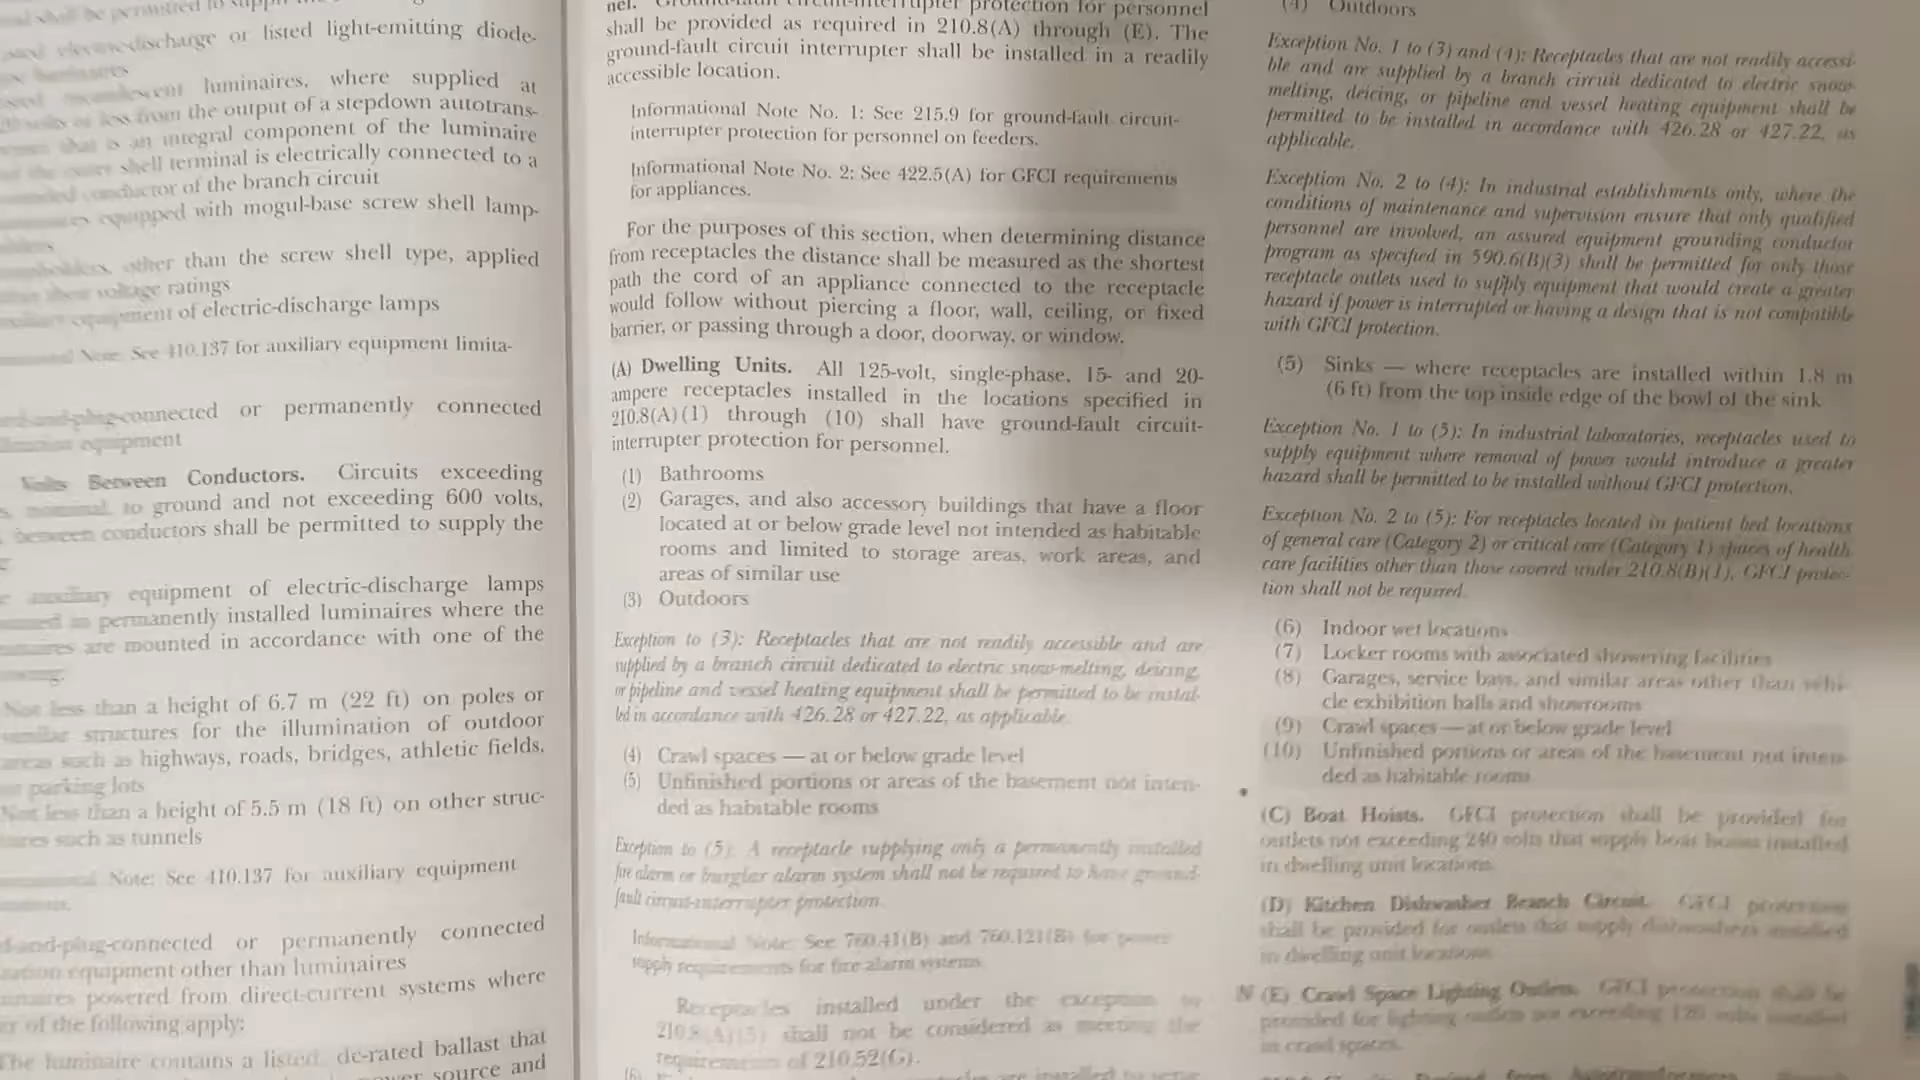 shall be permitted to
electric-discharge or listed light-emitting diode-
luminaires, where supplied at
volts or less from the output of a stepdown autotrans-
that is an integral component of the luminaire
the outer shell terminal is electrically connected to a
conductor of the branch circuit
equipped with mogul-base screw shell lamp-
other than the screw shell type, applied
their voltage ratings
equipment of electric-discharge lamps
Note: See 410.137 for auxiliary equipment limita-
cord-and-plug-connected or permanently connected
equipment
Volts Between Conductors. Circuits exceeding
nominal, to ground and not exceeding 600 volts,
between conductors shall be permitted to supply the
auxiliary equipment of electric-discharge lamps
in permanently installed luminaires where the
are mounted in accordance with one of the
Not less than a height of 6.7 m (22 ft) on poles or
similar structures for the illumination of outdoor
areas such as highways, roads, bridges, athletic fields,
or parking lots
Not less than a height of 5.5 m (18 ft) on other struc-
tures such as tunnels
Note: See 410.137 for auxiliary equipment
cord-and-plug-connected or permanently connected
equipment other than luminaires
powered from direct-current systems where
of the following apply:
The luminaire contains a listed, dc-rated ballast that
power source and
nel. Ground-fault circuit-interrupter protection for personnel
shall be provided as required in 210.8(A) through (E). The
ground-fault circuit interrupter shall be installed in a readily
accessible location.
Informational Note No. 1: See 215.9 for ground-fault circuit-
interrupter protection for personnel on feeders.
Informational Note No. 2: See 422.5(A) for GFCI requirements
for appliances.
For the purposes of this section, when determining distance
from receptacles the distance shall be measured as the shortest
path the cord of an appliance connected to the receptacle
would follow without piercing a floor, wall, ceiling, or fixed
barrier, or passing through a door, doorway, or window.
(A) Dwelling Units. All 125-volt, single-phase, 15- and 20-
ampere receptacles installed in the locations specified in
210.8(A)(1) through (10) shall have ground-fault circuit-
interrupter protection for personnel.
(1) Bathrooms
(2) Garages, and also accessory buildings that have a floor
located at or below grade level not intended as habitable
rooms and limited to storage areas, work areas, and
areas of similar use
(3) Outdoors
Exception to (3): Receptacles that are not readily accessible and are
supplied by a branch circuit dedicated to electric snow-melting, deicing,
or pipeline and vessel heating equipment shall be permitted to be instal-
led in accordance with 426.28 or 427.22, as applicable.
(4) Crawl spaces — at or below grade level
(5) Unfinished portions or areas of the basement not inten-
ded as habitable rooms
Exception to (5): A receptacle supplying only a permanently installed
fire alarm or burglar alarm system shall not be required to have ground-
fault circuit-interrupter protection.
Informational Note: See 760.41(B) and 760.121(B) for power
supply requirements for fire alarm systems.
Receptacles installed under the exception to
210.8(A)(5) shall not be considered as meeting the
requirements of 210.52(G).
(4) Outdoors
Exception No. 1 to (3) and (4): Receptacles that are not readily accessi-
ble and are supplied by a branch circuit dedicated to electric snow-
melting, deicing, or pipeline and vessel heating equipment shall be
permitted to be installed in accordance with 426.28 or 427.22, as
applicable.
Exception No. 2 to (4): In industrial establishments only, where the
conditions of maintenance and supervision ensure that only qualified
personnel are involved, an assured equipment grounding conductor
program as specified in 590.6(B)(3) shall be permitted for only those
receptacle outlets used to supply equipment that would create a greater
hazard if power is interrupted or having a design that is not compatible
with GFCI protection.
(5) Sinks — where receptacles are installed within 1.8 m
(6 ft) from the top inside edge of the bowl of the sink
Exception No. 1 to (5): In industrial laboratories, receptacles used to
supply equipment where removal of power would introduce a greater
hazard shall be permitted to be installed without GFCI protection.
Exception No. 2 to (5): For receptacles located in patient bed locations
of general care (Category 2) or critical care (Category 1) spaces of health
care facilities other than those covered under 210.8(B)(1), GFCI protec-
tion shall not be required.
(6) Indoor wet locations
(7) Locker rooms with associated showering facilities
(8) Garages, service bays, and similar areas other than vehi-
cle exhibition halls and showrooms
(9) Crawl spaces — at or below grade level
(10) Unfinished portions or areas of the basement not inten-
ded as habitable rooms
(C) Boat Hoists. GFCI protection shall be provided for
outlets not exceeding 240 volts that supply boat hoists installed
in dwelling unit locations.
(D) Kitchen Dishwasher Branch Circuit. GFCI protection
shall be provided for outlets that supply dishwashers installed
in dwelling unit locations.
N (E) Crawl Space Lighting Outlets. GFCI protection shall be
provided for lighting outlets not exceeding 120 volts installed
in crawl spaces.